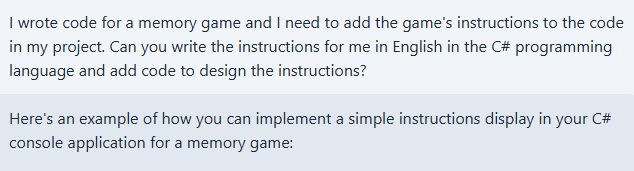 I wrote code for a memory game and I need to add the game's instructions to the code
in my project. Can you write the instructions for me in English in the C# programming
language and add code to design the instructions?
Here's an example of how you can implement a simple instructions display in your C#
console application for a memory game: